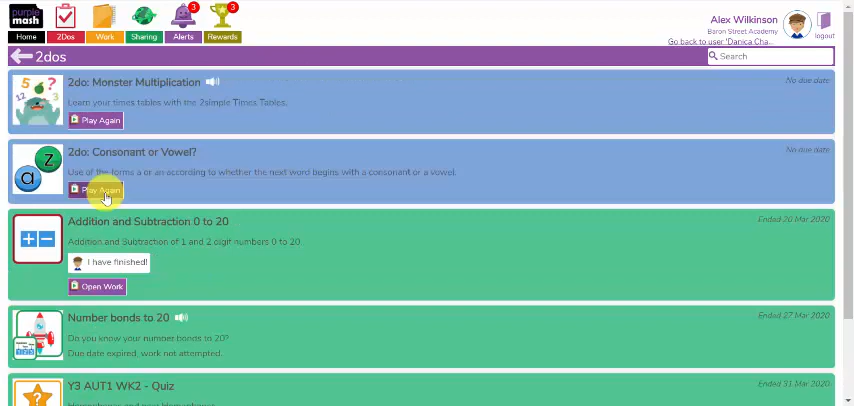 purple
mash
3
3
Home
2Dos
Work
Sharing
Alerts
Rewards
Alex Wilkinson
Baron Street Academy
Go back to user 'Danica Cha...
logout
2dos
Search
2do: Monster Multiplication
No due date
Learn your times tables with the 2simple Times Tables.
Play Again
2do: Consonant or Vowel?
No due date
Use of the forms a or an according to whether the next word begins with a consonant or a vowel.
Play Again
a z
Addition and Subtraction 0 to 20
Ended 20 Mar 2020
Addition and Subtraction of 1 and 2 digit numbers 0 to 20.
I have finished!
Open Work
Number bonds to 20
Ended 27 Mar 2020
Do you know your number bonds to 20?
Due date expired, work not attempted.
Y3 AUT1 WK2 - Quiz
Ended 31 Mar 2020